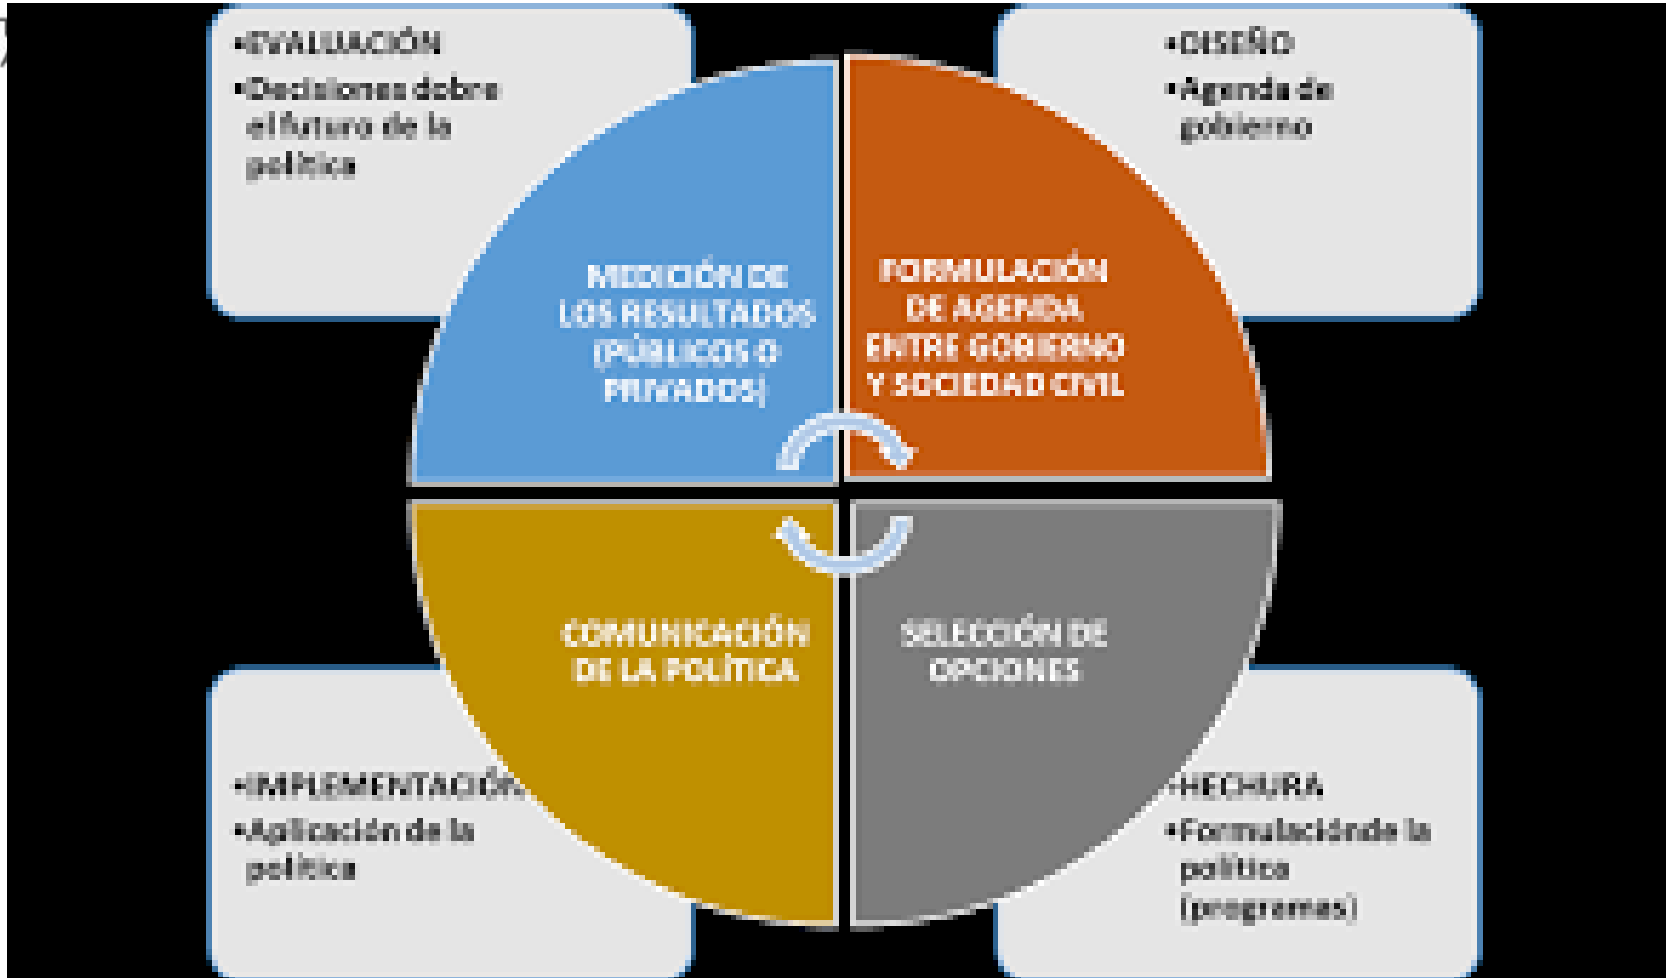 •EVALUACIÓN
•Decisiones dobre
el futuro de la
política
•DISEÑO
•Agenda de
gobierno
MEDICIÓN DE
LOS RESULTADOS
(PÚBLICOS O
PRIVADOS)
FORMULACIÓN
DE AGENDA
ENTRE GOBIERNO
Y SOCIEDAD CIVIL
COMUNICACIÓN
DE LA POLÍTICA
SELECCIÓN DE
OPCIONES
•IMPLEMENTACIÓN
•Aplicación de la
política
•HECHURA
•Formulaciónde la
política
(programas)